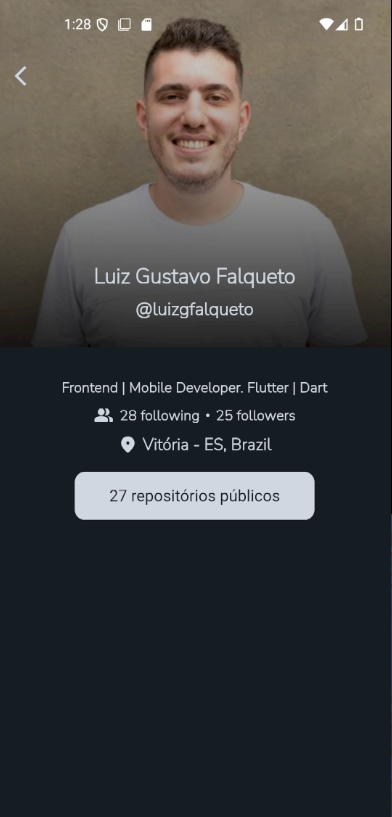 1:28
Luiz Gustavo Falqueto
@luizgfalqueto
Frontend | Mobile Developer. Flutter | Dart
28 following • 25 followers
Vitória - ES, Brazil
27 repositórios públicos